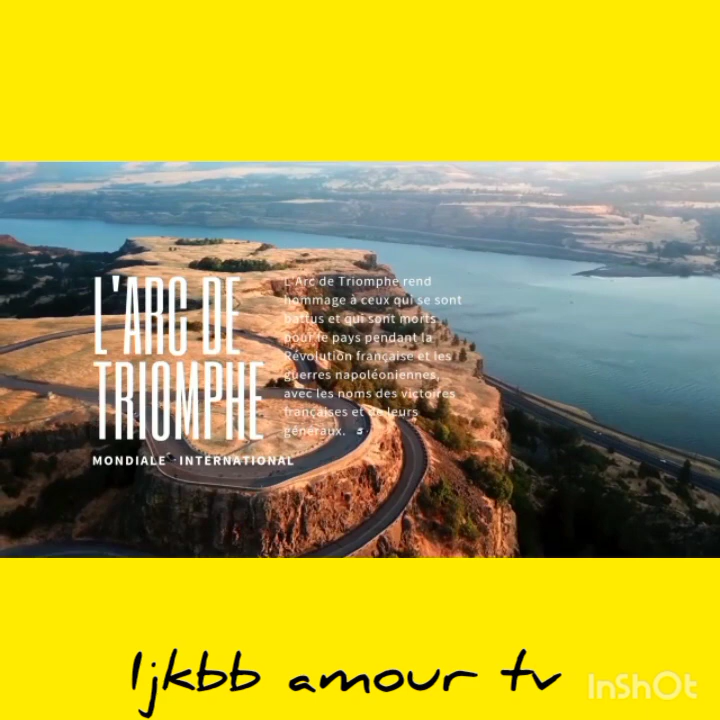 L'ARC DE
TRIOMPHE
MONDIALE INTERNATIONAL
L'Arc de Triomphe rend
hommage à ceux qui se sont
battus et qui sont morts
pour le pays pendant la
Révolution française et les
guerres napoléoniennes,
avec les noms des victoires
françaises et de leurs
généraux.
ljkbb amour tv
InShOt